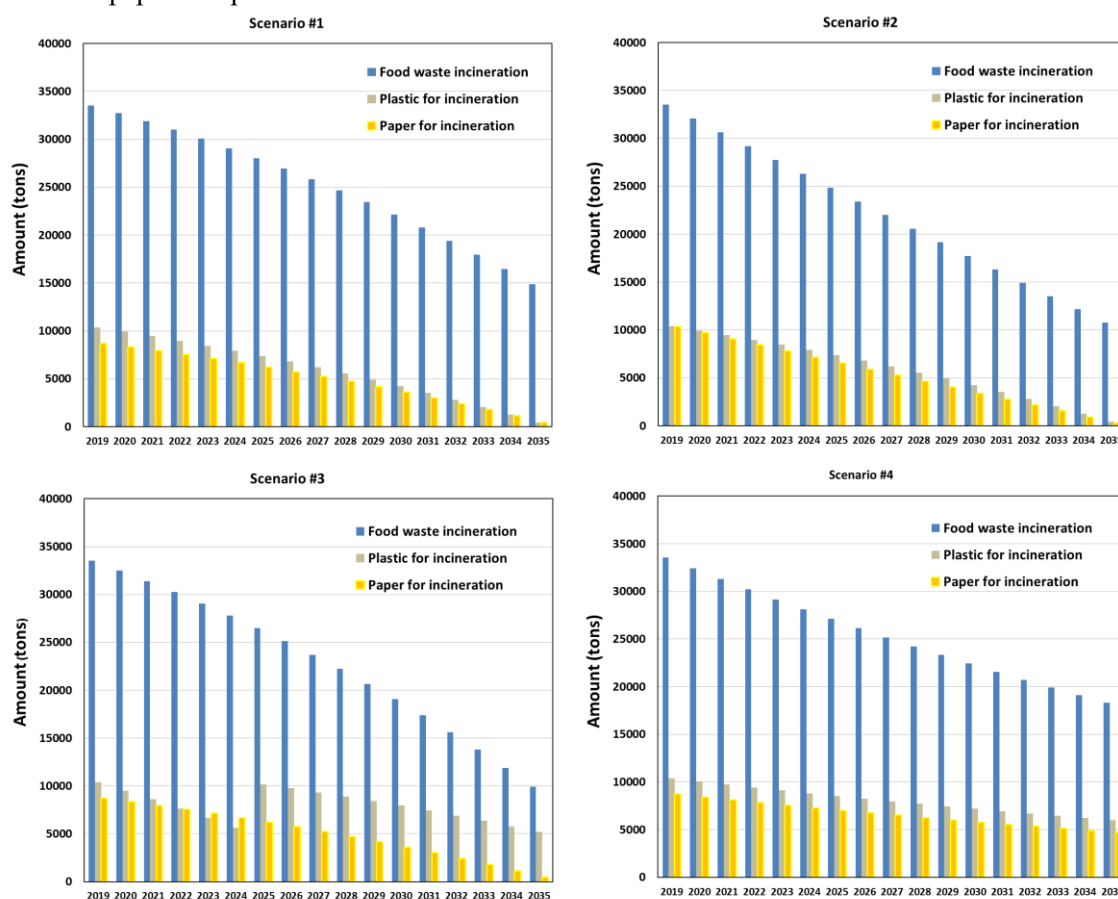 Scenario #1
40000
35000
30000
25000
20000
15000
10000
5000
0
Amount (tons)
Food waste incineration
Plastic for incineration
Paper for incineration
2019 2020 2021 2022 2023 2024 2025 2026 2027 2028 2029 2030 2031 2032 2033 2034 2035
Scenario #2
40000
35000
30000
25000
20000
15000
10000
5000
0
Amount (tons)
Food waste incineration
Plastic for incineration
Paper for incineration
2019 2020 2021 2022 2023 2024 2025 2026 2027 2028 2029 2030 2031 2032 2033 2034
Scenario #3
40000
35000
30000
25000
20000
15000
10000
5000
0
Amount (tons)
Food waste incineration
Plastic for incineration
Paper for incineration
2019 2020 2021 2022 2023 2024 2025 2026 2027 2028 2029 2030 2031 2032 2033 2034 2035
Scenario #4
40000
35000
30000
25000
20000
15000
10000
5000
0
Amount (tons)
Food waste incineration
Plastic for incineration
Paper for incineration
2019 2020 2021 2022 2023 2024 2025 2026 2027 2028 2029 2030 2031 2032 2033 2034